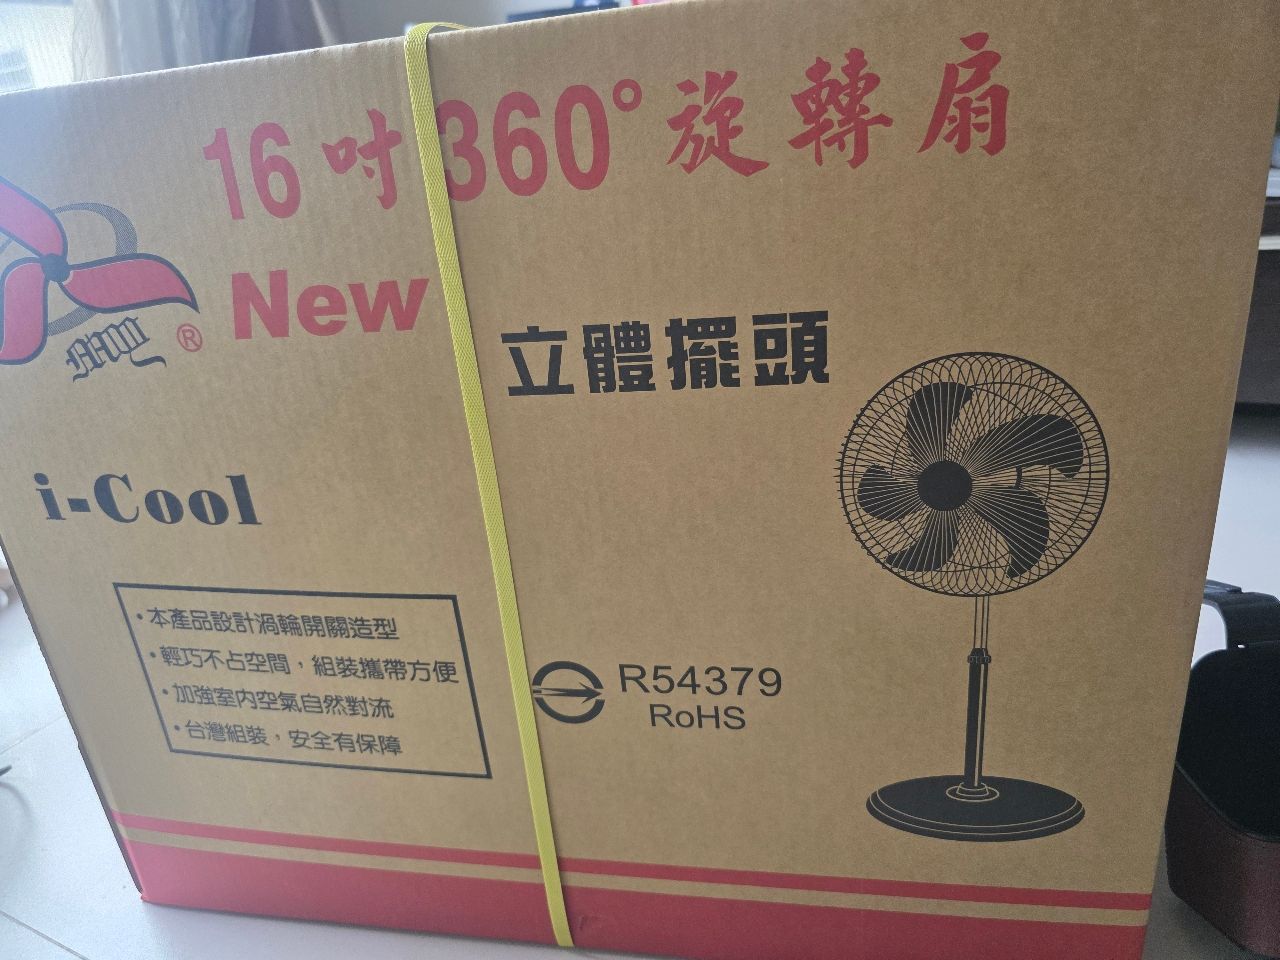 16吋360°旋轉扇
®
New
立體擺頭
i-Cool
·本產品設計渦輪開關造型
·輕巧不占空間，組裝攜帶方便
·加強室內空氣自然對流
·台灣組裝，安全有保障
R54379
RoHS